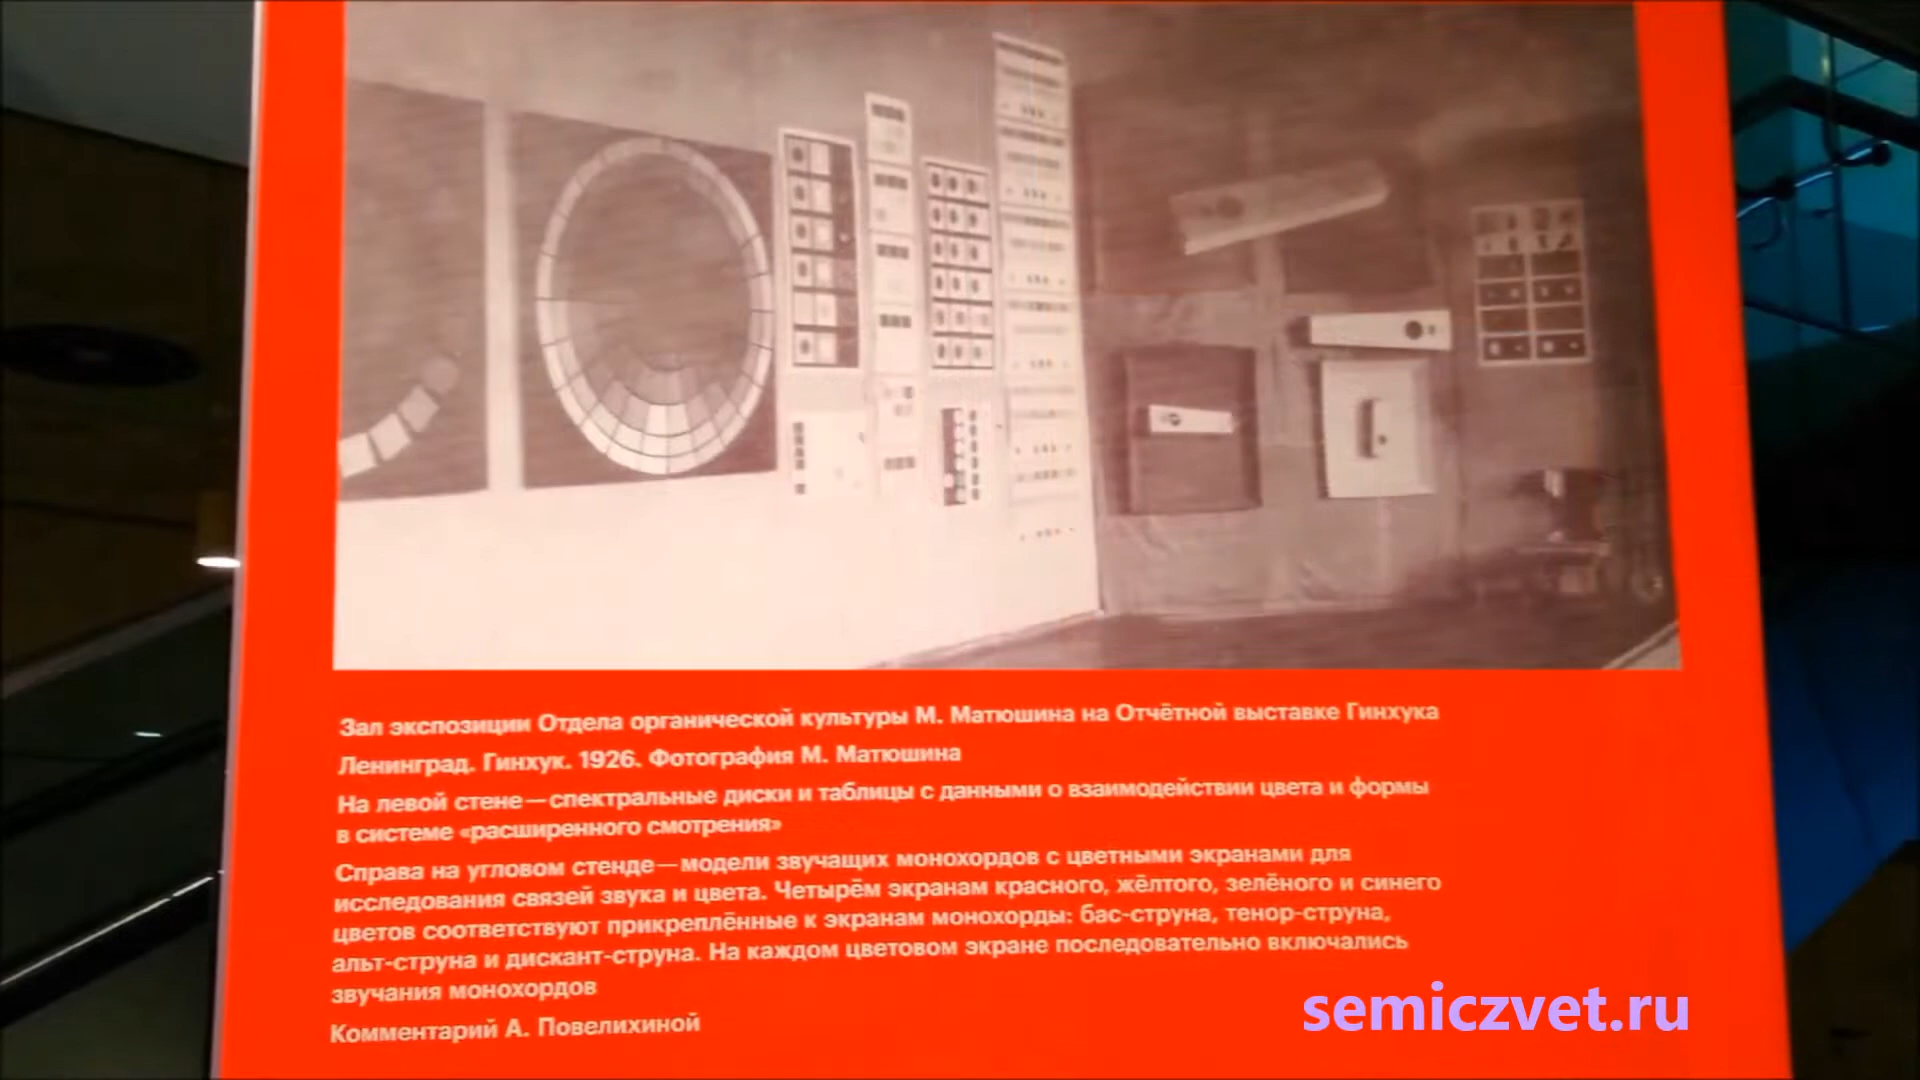 Зал экспозиции Отдела органической культуры М. Матюшина на Отчётной выставке Гинхука
Ленинград. Гинхук. 1926. Фотография М. Матюшина
На левой стене — спектральные диски и таблицы с данными о взаимодействии цвета и формы
в системе «расширенного смотрения»
Справа на угловом стенде — модели звучащих монохордов с цветными экранами для
исследования связей звука и цвета. Четырём экранам красного, жёлтого, зелёного и синего
цветов соответствуют прикреплённые к экранам монохорды: бас-струна, тенор-струна,
альт-струна и дискант-струна. На каждом цветовом экране последовательно включались
звучания монохордов
Комментарий А. Повелихиной
semiczvet.ru